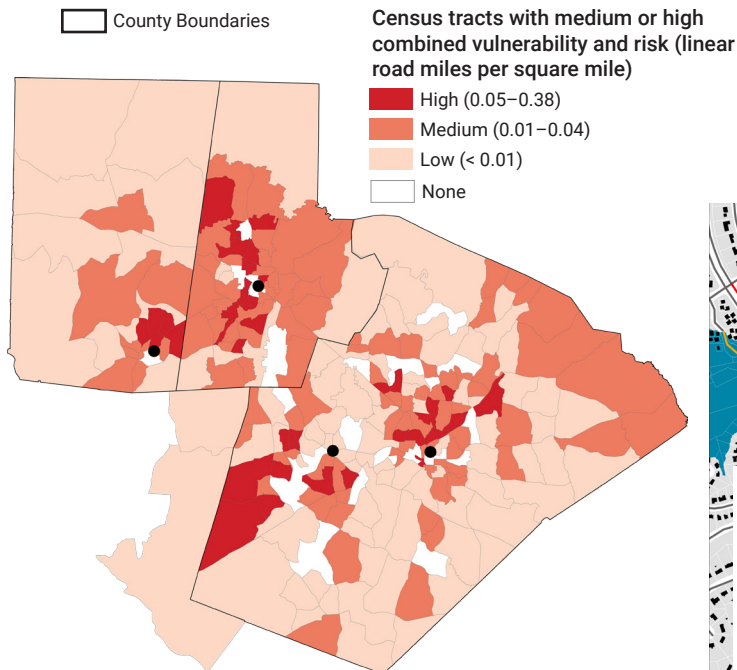 County Boundaries
Census tracts with medium or high
combined vulnerability and risk (linear
road miles per square mile)
High (0.05–0.38)
Medium (0.01–0.04)
Low (< 0.01)
None